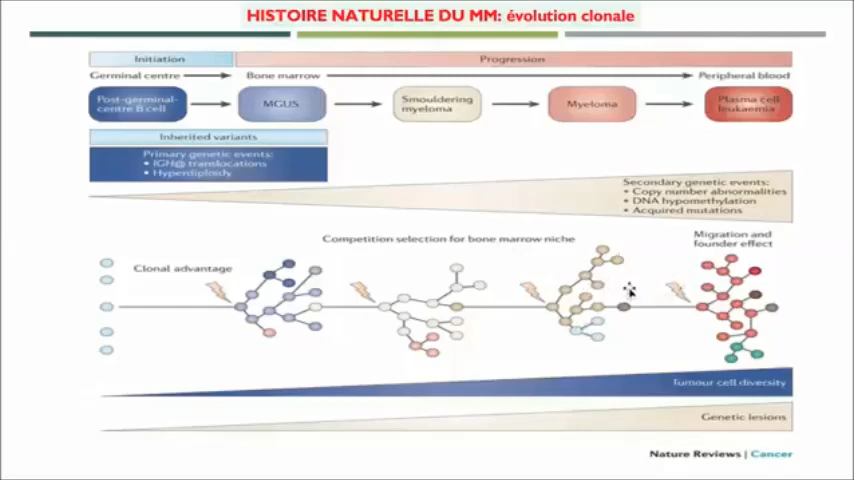 HISTOIRE NATURELLE DU MM: évolution clonale
Initiation
Progression
Germinal centre
Bone marrow
Peripheral blood
Post-germinal-
centre B cell
MGUS
Smouldering
myeloma
Myeloma
Plasma cell
leukaemia
Inherited variants
Primary genetic events:
• IGH@ translocations
• Hyperdiploidy
Secondary genetic events:
• Copy number abnormalities
• DNA hypomethylation
• Acquired mutations
Competition selection for bone marrow niche
Migration and
founder effect
Clonal advantage
Tumour cell diversity
Genetic lesions
Nature Reviews | Cancer